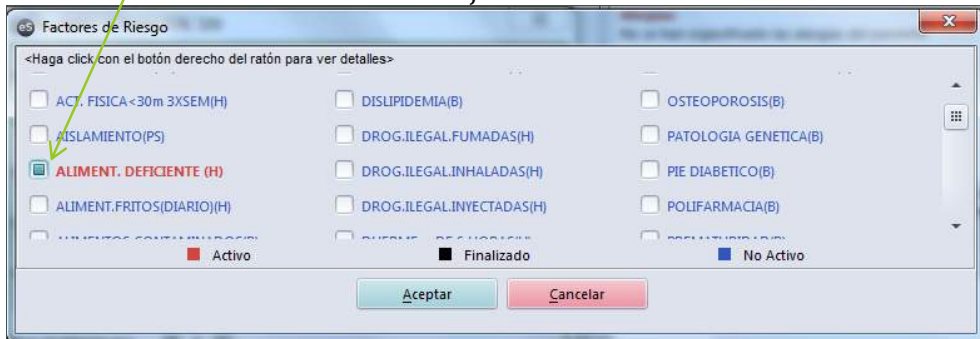 eS Factores de Riesgo
<Haga click con el botón derecho del ratón para ver detalles>
ACT. FISICA<30m 3XSEM(H) DISLIPIDEMIA(B) OSTEOPOROSIS(B)
AISLAMIENTO(PS) DROG.ILEGAL.FUMADAS(H) PATOLOGIA GENETICA(B)
ALIMENT. DEFICIENTE (H) DROG.ILEGAL.INHALADAS(H) PIE DIABETICO(B)
ALIMENT.FRITOS(DIARIO)(H) DROG.ILEGAL.INYECTADAS(H) POLIFARMACIA(B)
Activo Finalizado No Activo
Aceptar Cancelar